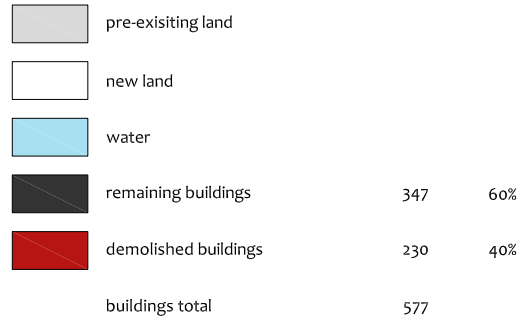 pre-exisiting land
new land
water
remaining buildings 347 60%
demolished buildings 230 40%
buildings total 577